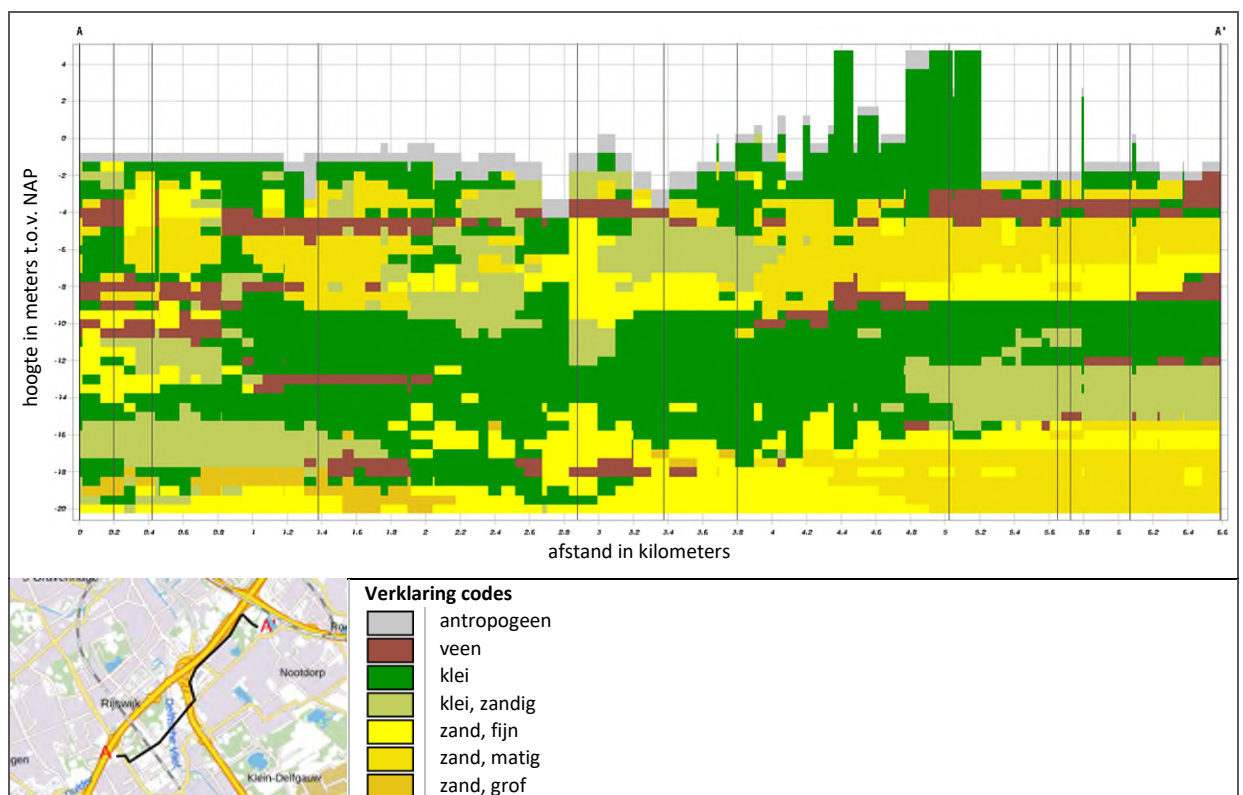 A A'
4
2
0
-2
-4
-6
-8
-10
-12
-14
-16
-18
-20
hoogte in meters t.o.v. NAP
0 0.2 0.4 0.6 0.8 1 1.2 1.4 1.6 1.8 2 2.2 2.4 2.6 2.8 3 3.2 3.4 3.6 3.8 4 4.2 4.4 4.6 4.8 5 5.2 5.4 5.6 5.8 6 6.2 6.4 6.6
afstand in kilometers
's Gravenhage
A'
Nootdorp
Rijswijk
Delftsche Vliet
A
gen
Klein-Delfgauw
Verklaring codes
antropogeen
veen
klei
klei, zandig
zand, fijn
zand, matig
zand, grof